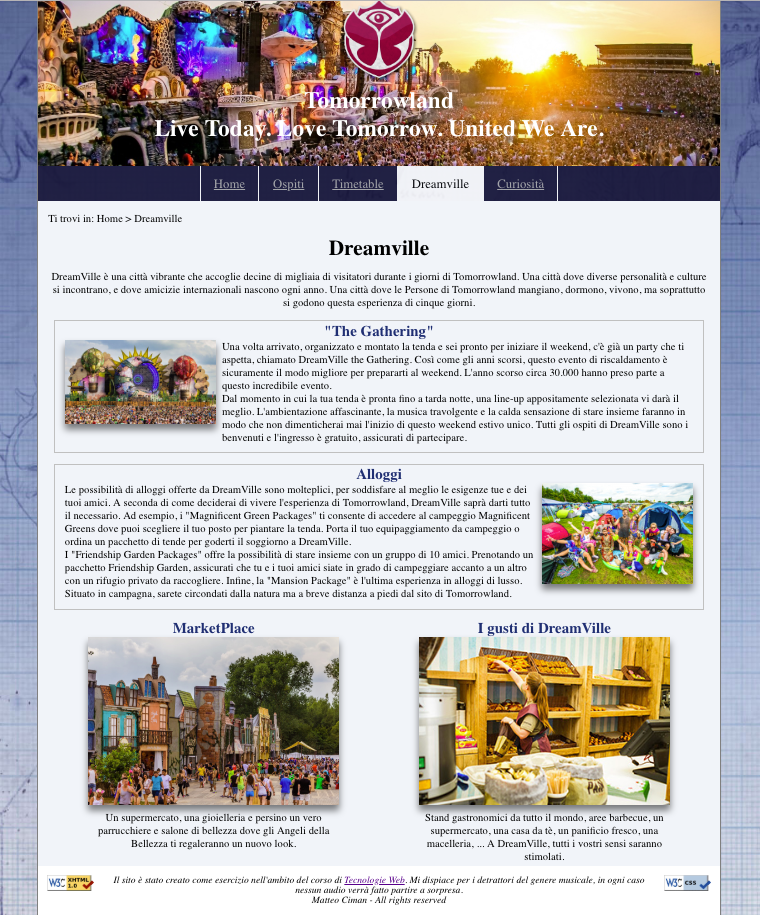 Tomorrowland
Live Today. Love Tomorrow. United We Are.
Home Ospiti Timetable Dreamville Curiosità
Ti trovi in: Home > Dreamville
Dreamville
DreamVille è una città vibrante che accoglie decine di migliaia di visitatori durante i giorni di Tomorrowland. Una città dove diverse personalità e culture
si incontrano, e dove amicizie internazionali nascono ogni anno. Una città dove le Persone di Tomorrowland mangiano, dormono, vivono, ma soprattutto
si godono questa esperienza di cinque giorni.
"The Gathering"
Una volta arrivato, organizzato e montato la tenda e sei pronto per iniziare il weekend, c'è già un party che ti
aspetta, chiamato DreamVille the Gathering. Così come gli anni scorsi, questo evento di riscaldamento è
sicuramente il modo migliore per prepararti al weekend. L'anno scorso circa 30.000 hanno preso parte a
questo incredibile evento.
Dal momento in cui la tua tenda è pronta fino a tarda notte, una line-up appositamente selezionata vi darà il
meglio. L'ambientazione affascinante, la musica travolgente e la calda sensazione di stare insieme faranno in
modo che non dimenticherai mai l'inizio di questo weekend estivo unico. Tutti gli ospiti di DreamVille sono i
benvenuti e l'ingresso è gratuito, assicurati di partecipare.
Alloggi
Le possibilità di alloggi offerte da DreamVille sono molteplici, per soddisfare al meglio le esigenze tue e dei
tuoi amici. A seconda di come deciderai di vivere l'esperienza di Tomorrowland, DreamVille saprà darti tutto
il necessario. Ad esempio, i "Magnificent Green Packages" ti consente di accedere al campeggio Magnificent
Greens dove puoi scegliere il tuo posto per piantare la tenda. Porta il tuo equipaggiamento da campeggio o
ordina un pacchetto di tende per goderti il soggiorno a DreamVille.
I "Friendship Garden Packages" offre la possibilità di stare insieme con un gruppo di 10 amici. Prenotando un
pacchetto Friendship Garden, assicurati che tu e i tuoi amici siate in grado di campeggiare accanto a un altro
con un rifugio privato da raccogliere. Infine, la "Mansion Package" è l'ultima esperienza in alloggi di lusso.
Situato in campagna, sarete circondati dalla natura ma a breve distanza a piedi dal sito di Tomorrowland.
MarketPlace
Un supermercato, una gioielleria e persino un vero
parrucchiere e salone di bellezza dove gli Angeli della
Bellezza ti regaleranno un nuovo look.
I gusti di DreamVille
Stand gastronomici da tutto il mondo, aree barbecue, un
supermercato, una casa da tè, un panificio fresco, una
macelleria, ... A DreamVille, tutti i vostri sensi saranno
stimolati.
W3C XHTML 1.0
Il sito è stato creato come esercizio nell'ambito del corso di Tecnologie Web. Mi dispiace per i detrattori del genere musicale, in ogni caso
nessun audio verrà fatto partire a sorpresa.
Matteo Ciman - All rights reserved
W3C CSS